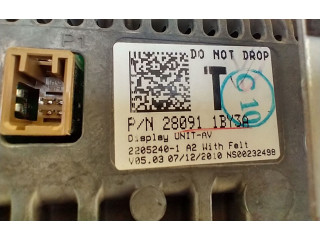 DO NOT DROP
T
C10
P/N 28091 1BY3A
Display UNIT-AV
2205240-1 A2 With Felt
V05.03 07/12/2010 NS00232498